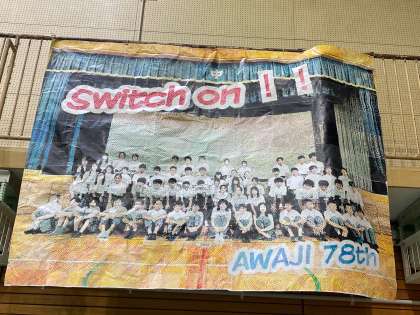 Switch on !!
AWAJI 78th